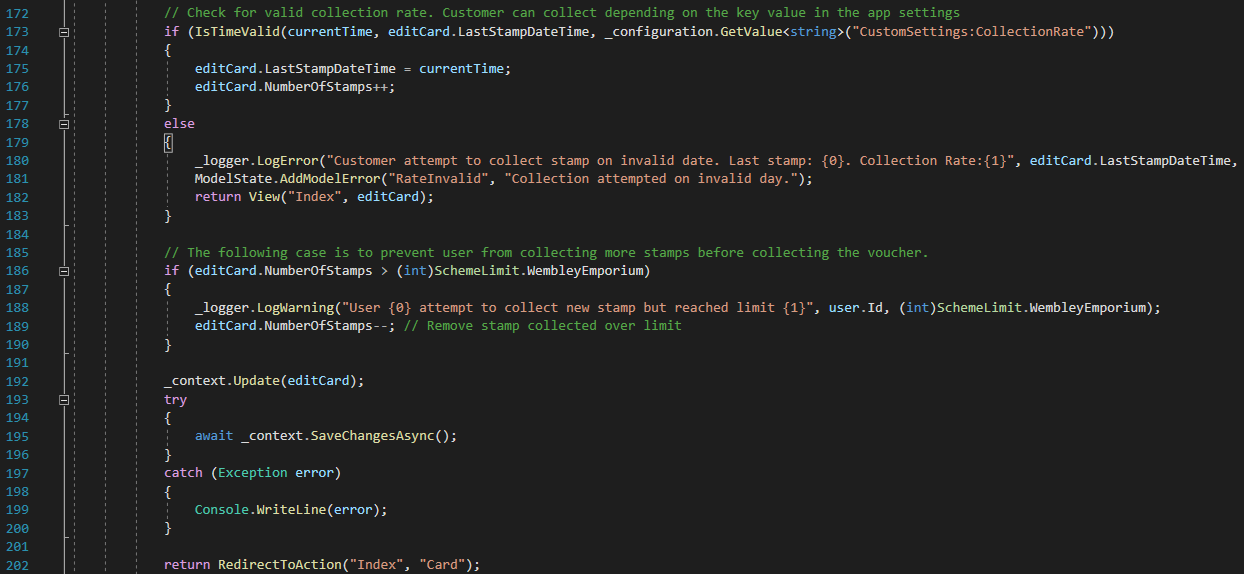 172 // Check for valid collection rate. Customer can collect depending on the key value in the app settings
173 if (IsTimeValid(currentTime, editCard.LastStampDateTime, _configuration.GetValue<string>("CustomSettings:CollectionRate")))
174 {
175 editCard.LastStampDateTime = currentTime;
176 editCard.NumberOfStamps++;
177 }
178 else
179 {
180 _logger.LogError("Customer attempt to collect stamp on invalid date. Last stamp: {0}. Collection Rate:{1}", editCard.LastStampDateTime,
181 ModelState.AddModelError("RateInvalid", "Collection attempted on invalid day.");
182 return View("Index", editCard);
183 }
184
185 // The following case is to prevent user from collecting more stamps before collecting the voucher.
186 if (editCard.NumberOfStamps > (int)SchemeLimit.WembleyEmporium)
187 {
188 _logger.LogWarning("User {0} attempt to collect new stamp but reached limit {1}", user.Id, (int)SchemeLimit.WembleyEmporium);
189 editCard.NumberOfStamps--; // Remove stamp collected over limit
190 }
191
192 _context.Update(editCard);
193 try
194 {
195 await _context.SaveChangesAsync();
196 }
197 catch (Exception error)
198 {
199 Console.WriteLine(error);
200 }
201
202 return RedirectToAction("Index", "Card");